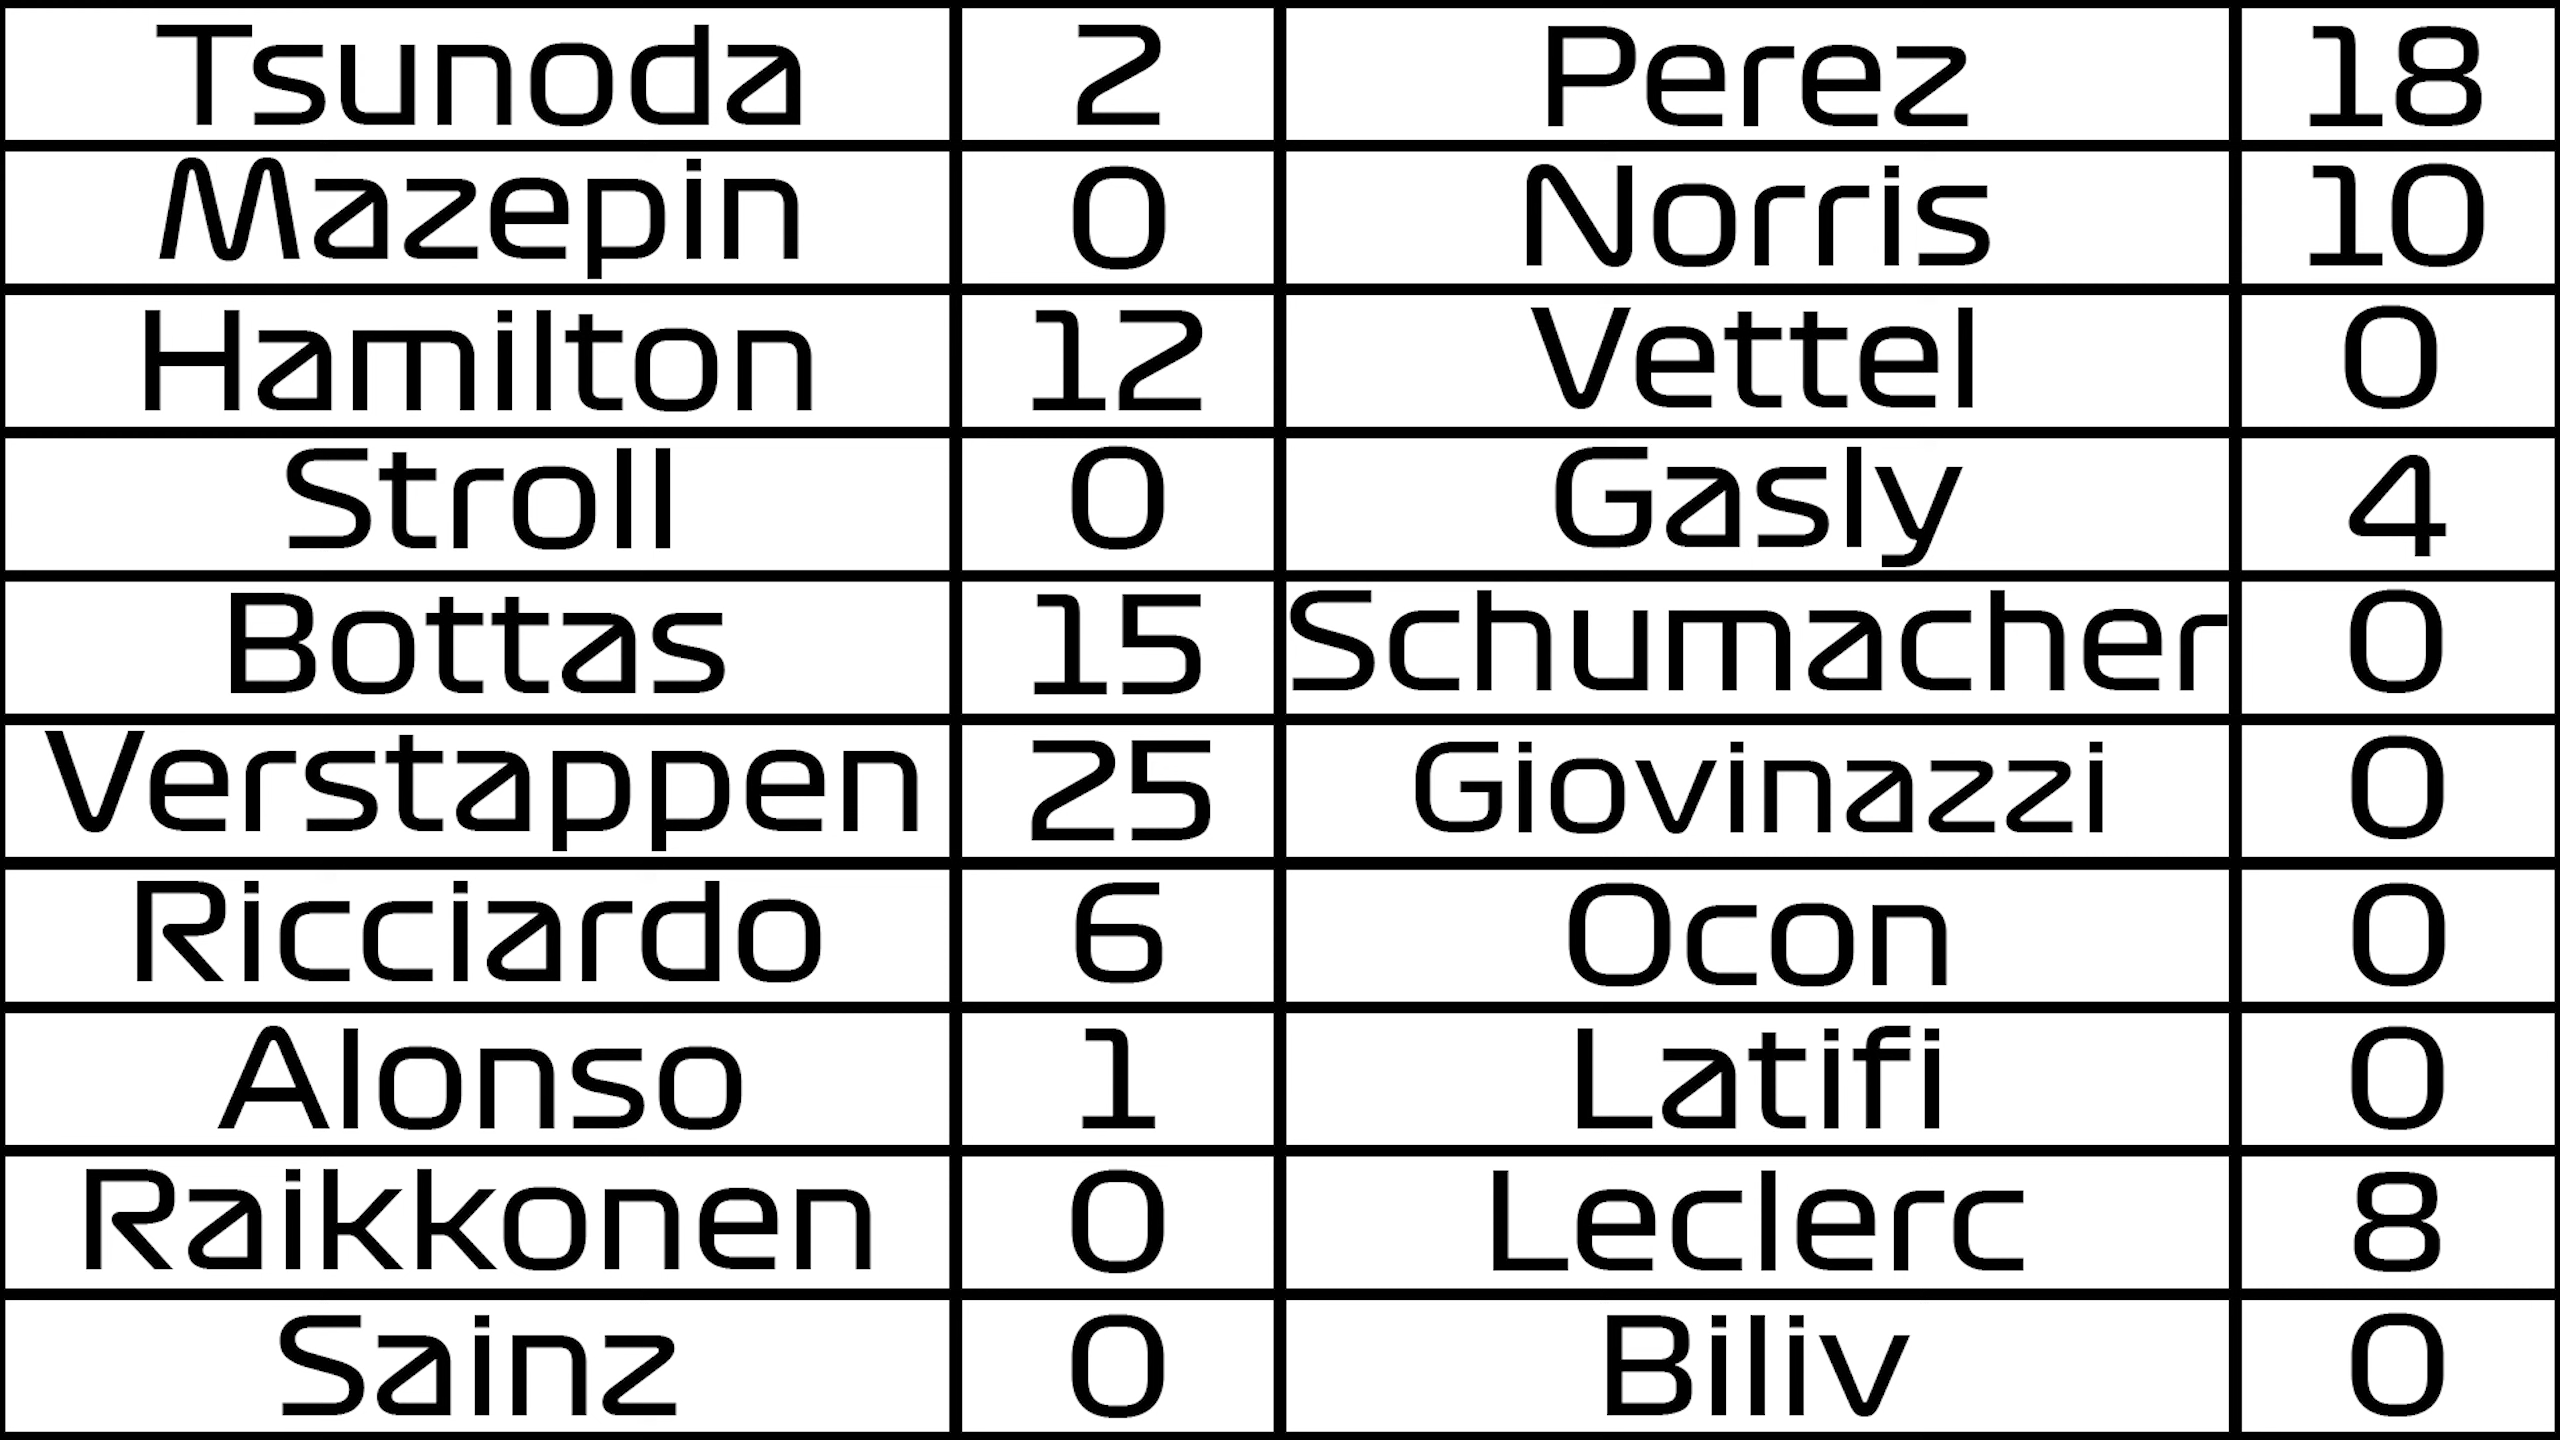 Tsunoda 2 Perez 18
Mazepin 0 Norris 10
Hamilton 12 Vettel 0
Stroll 0 Gasly 4
Bottas 15 Schumacher 0
Verstappen 25 Giovinazzi 0
Ricciardo 6 Ocon 0
Alonso 1 Latifi 0
Raikkonen 0 Leclerc 8
Sainz 0 Biliv 0